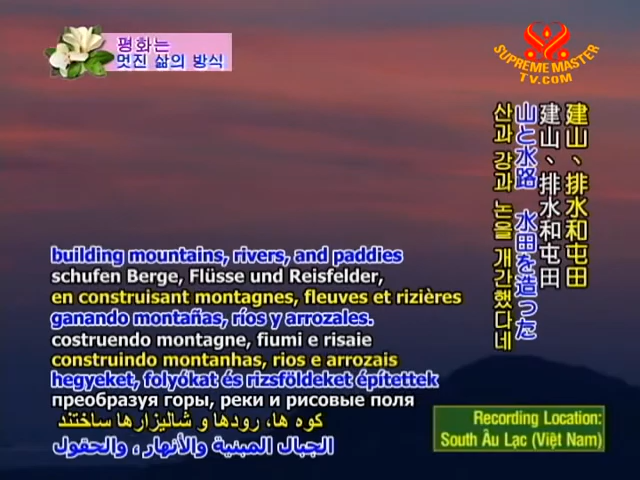 평화는
멋진 삶의 방식
SUPREME MASTER
TV.COM
建山、排水和屯田
建山、排水和屯田
山と水路 水田を造った
산과 강과 논을 개간했다네
building mountains, rivers, and paddies
schufen Berge, Flüsse und Reisfelder,
en construisant montagnes, fleuves et rizières
ganando montañas, ríos y arrozales.
costruendo montagne, fiumi e risaie
construindo montanhas, rios e arrozais
hegyeket, folyókat és rizsföldeket építettek
преобразуя горы, реки и рисовые поля
کوه ها، رودها و شالیزارها ساختند
الجبال المبنية والأنهار ، والحقول
Recording Location:
South Âu Lạc (Việt Nam)